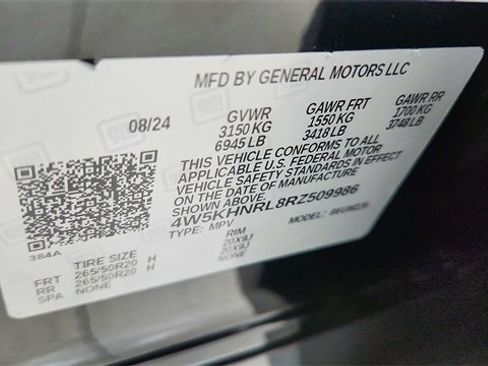 MFD BY GENERAL MOTORS LLC
08/24
GVWR GAWR FRT GAWR RR
3150 KG 1550 KG 1700 KG
6945 LB 3418 LB 3748 LB
THIS VEHICLE CONFORMS TO ALL
APPLICABLE U.S. FEDERAL MOTOR
VEHICLE SAFETY STANDARDS IN EFFECT
ON THE DATE OF MANUFACTURE
SHOWN ABOVE.
4W5KHNRL8RZ509986
TYPE: MPV MODEL:
384A
TIRE SIZE RIM
FRT 265/50R20 H 20X9J
RR 265/50R20 H 20X9J
SPA NONE NONE
gm